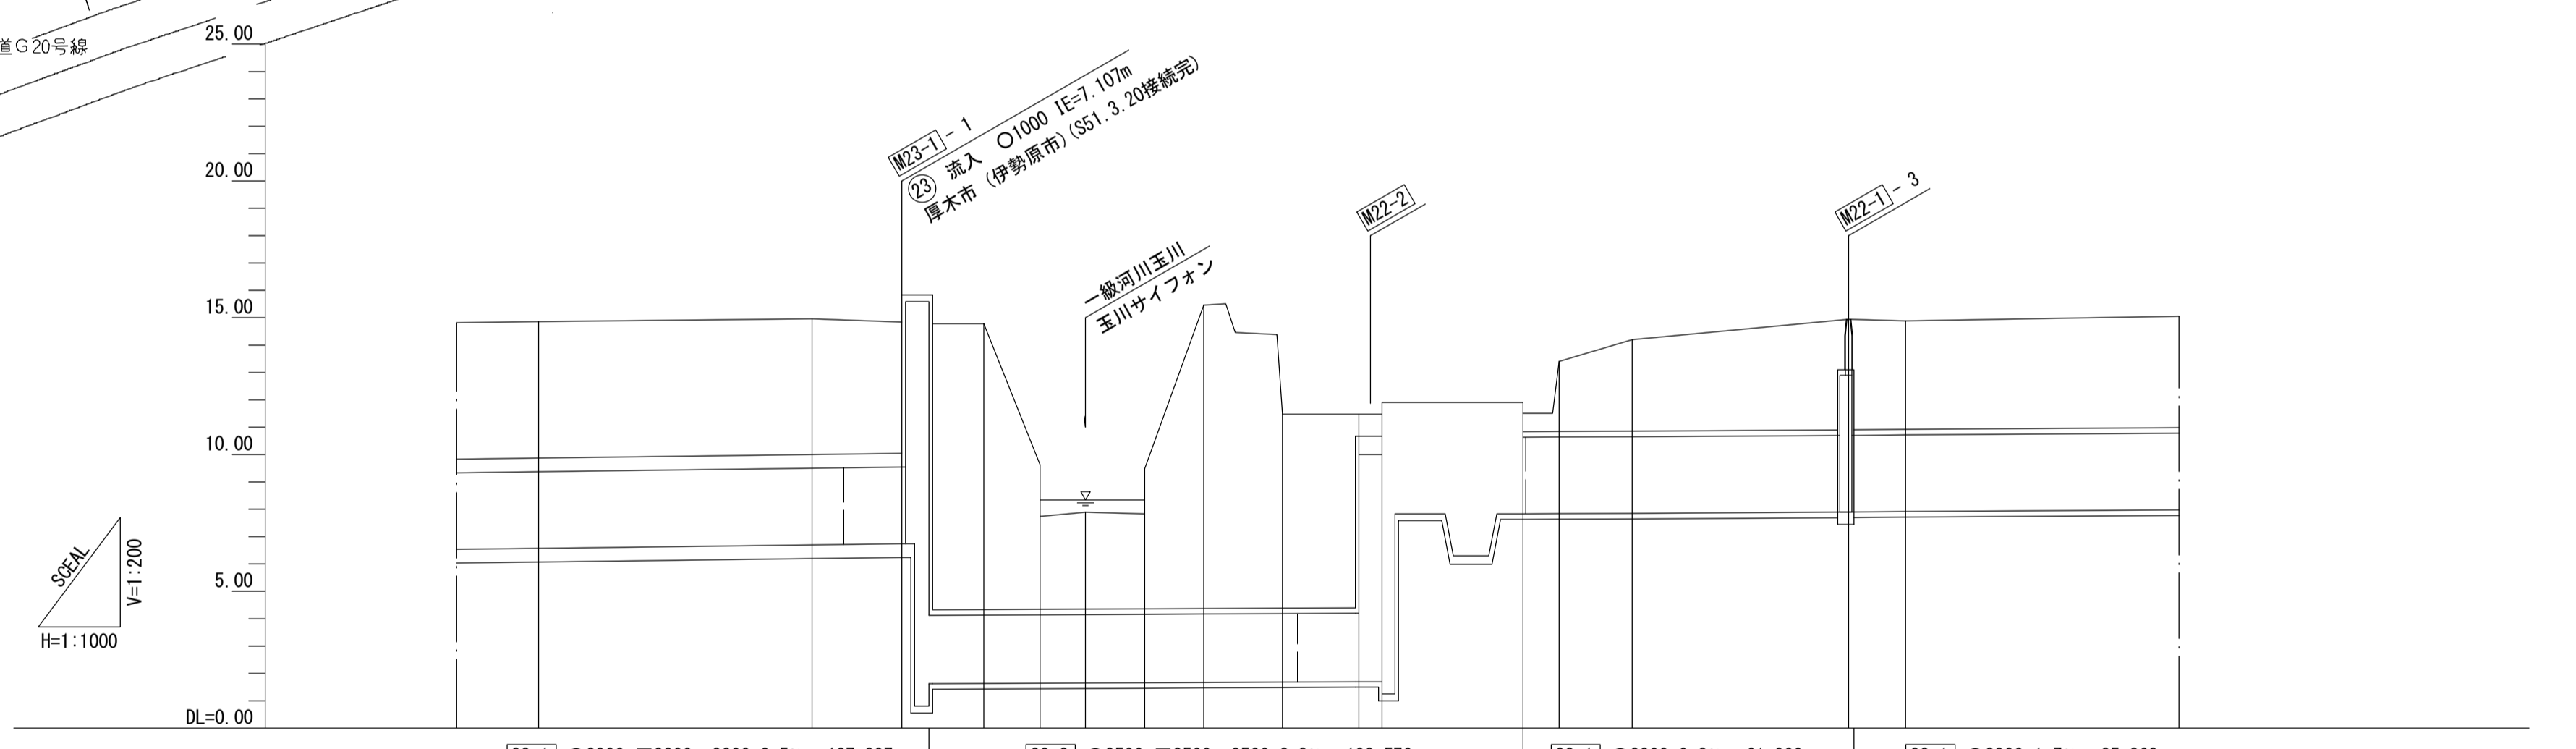 道G20号線
25.00
20.00
15.00
10.00
5.00
DL=0.00
SCEAL
V=1:200
H=1:1000
M23-1 - 1
23 流入 ○1000 IE=7.107m
厚木市(伊勢原市)(S51.3.20接続完)
一級河川玉川
玉川サイフォン
M22-2
M22-1 - 3